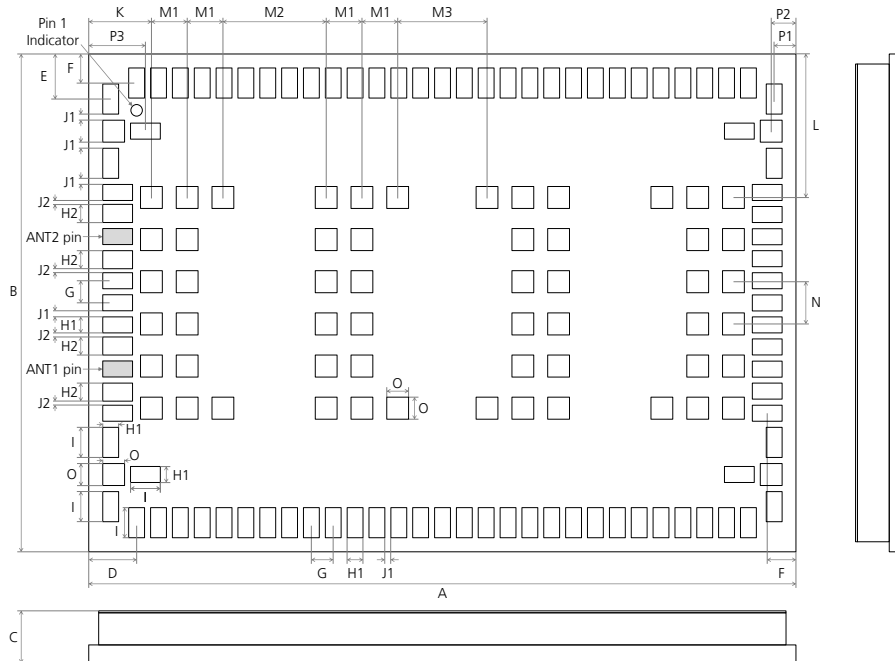 K M1 M1 M2 M1 M1 M3 P2
Pin 1
Indicator
P3 P1
F
E
J1
J1
L
J1
J2
H2
ANT2 pin
H2
J2
B
G
N
J1
H1
J2
H2
ANT1 pin
O
H2
O
J2
H1
I
O
O
H1
I
I
I
D G H1 J1 F
A
C